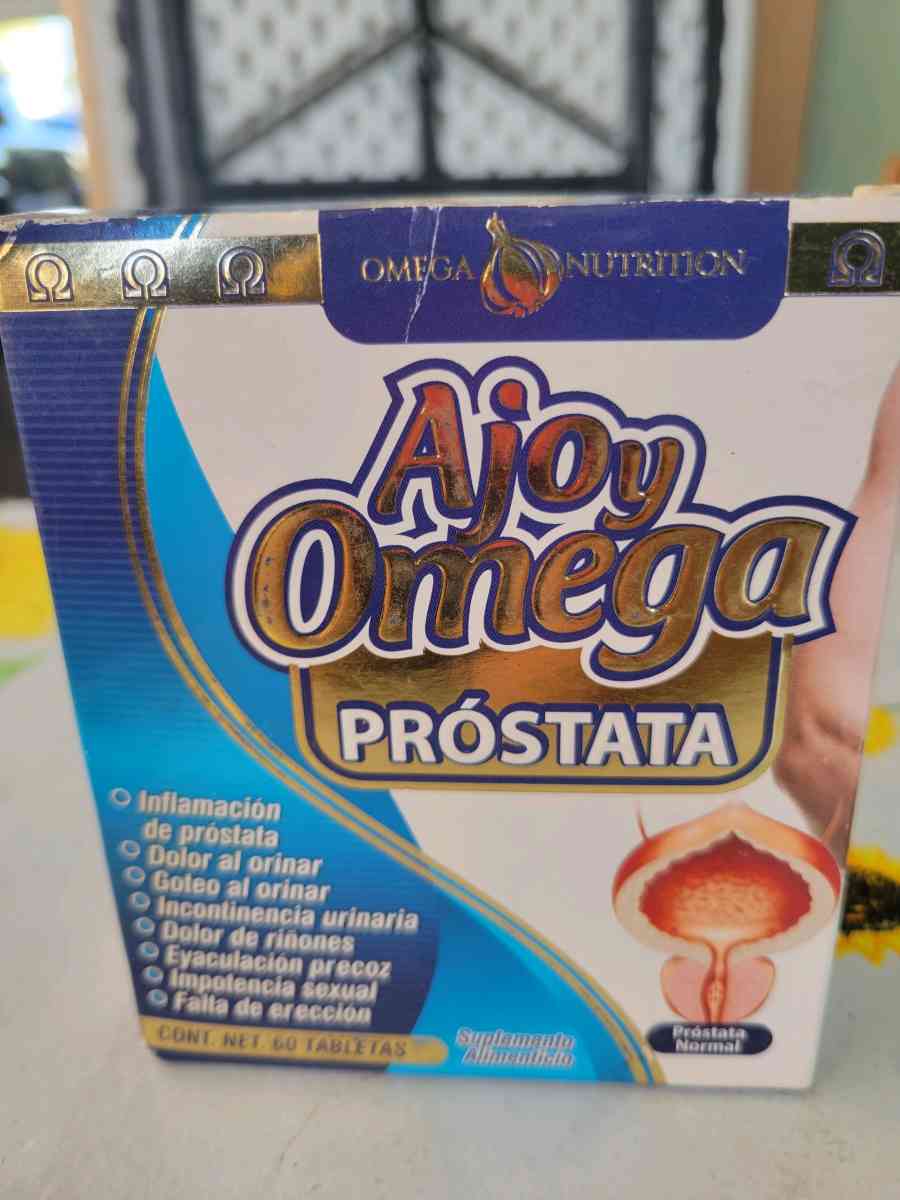 OMEGA NUTRITION
Ajo y
Omega
PRÓSTATA
Inflamación
de próstata
Dolor al orinar
Goteo al orinar
Incontinencia urinaria
Dolor de riñones
Eyaculación precoz
Impotencia sexual
Falla de erección
CONT. NET. 60 TABLETAS
Suplemento
Alimenticio
Próstata
Normal